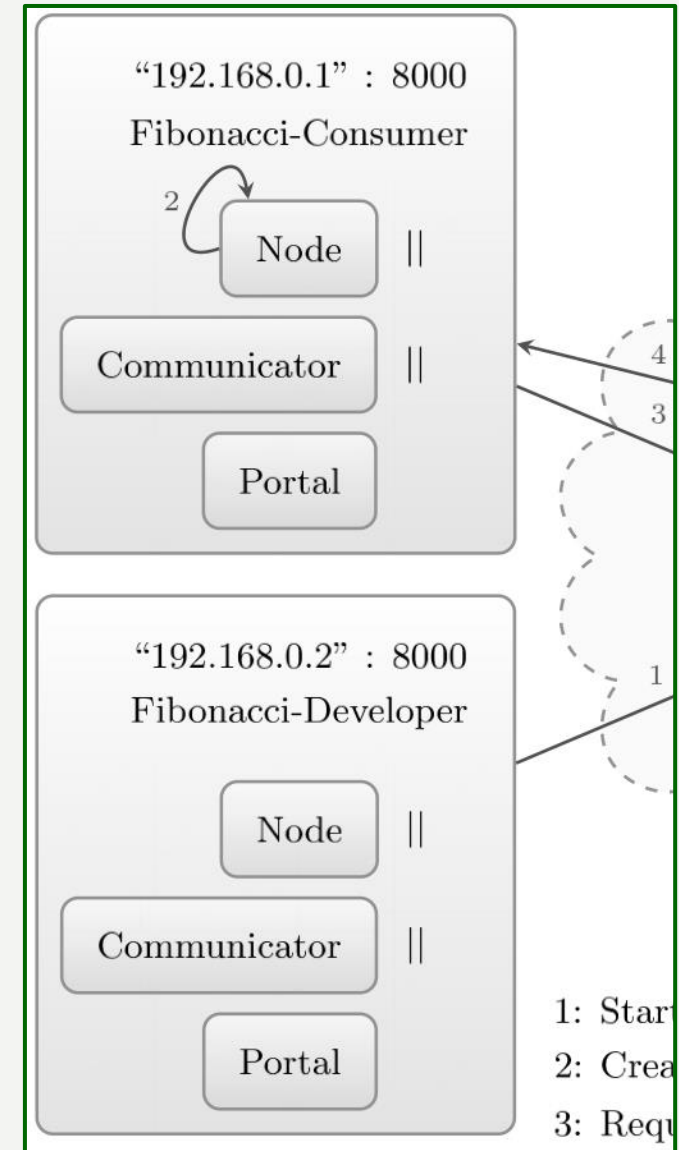 “192.168.0.1” : 8000
Fibonacci-Consumer
2
Node ||
Communicator ||
Portal
4
3
“192.168.0.2” : 8000
Fibonacci-Developer
1
Node ||
Communicator ||
Portal
1: Start
2: Crea
3: Requ